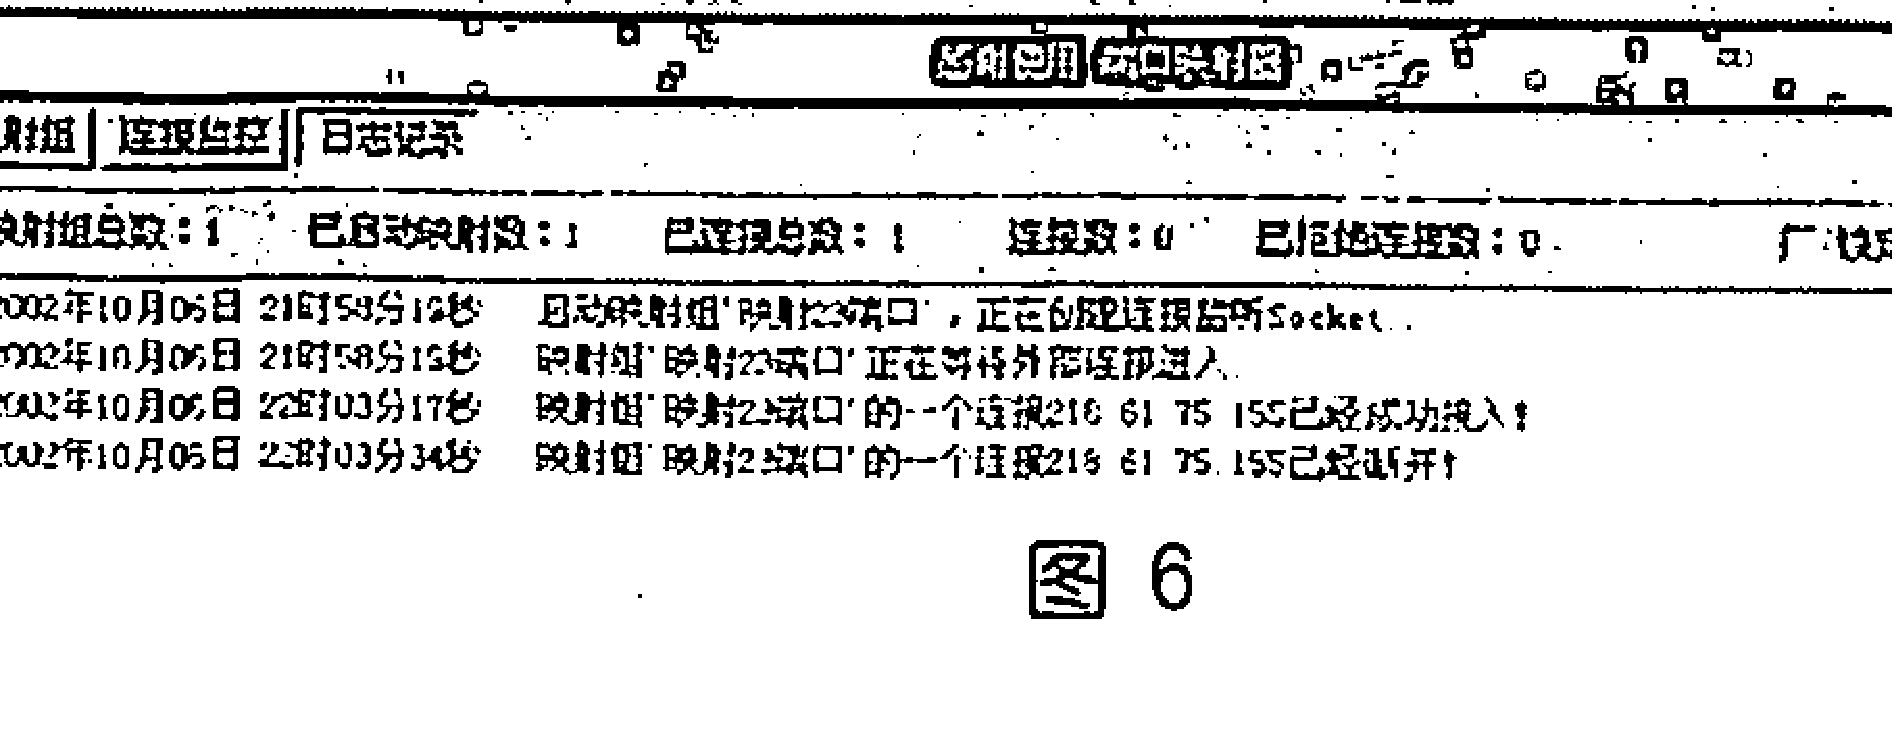 射组 连接监控 日志记录
映射组总数:1 已启动映射数:1 已连接总数:1 连接数:0 已拒绝连接数:0
2002年10月06日 21时58分15秒 启动映射组'映射23端口',正在创建连接监听Socket..
2002年10月06日 21时58分15秒 映射组'映射23端口'正在等待外部连接进入.
2002年10月06日 22时03分17秒 映射组'映射23端口'的一个连接218 61 75 155已经成功接入!
2002年10月06日 22时03分34秒 映射组'映射23端口'的一个连接218 61 75.155已经断开!
图 6